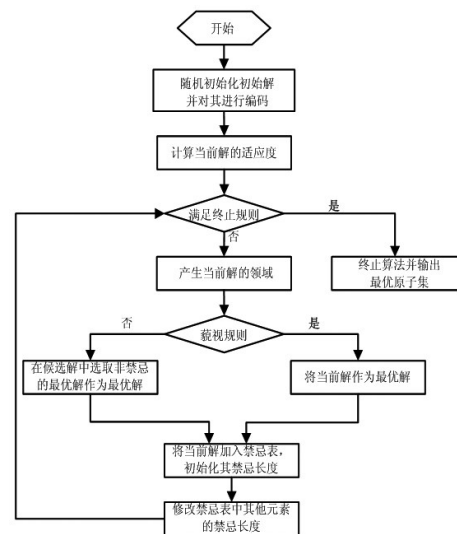 开始
随机初始化初始解
并对其进行编码
计算当前解的适应度
满足终止规则
是
否
产生当前解的领域
终止算法并输出
最优原子集
藐视规则
否
是
在候选解中选取非禁忌
的最优解作为最优解
将当前解作为最优解
将当前解加入禁忌表，
初始化其禁忌长度
修改禁忌表中其他元素
的禁忌长度